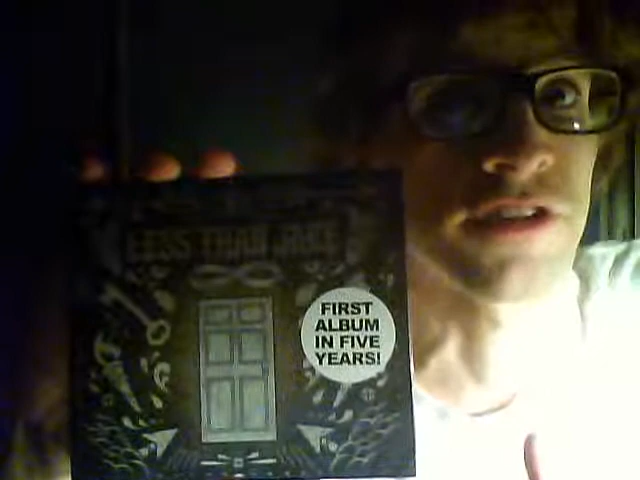 LESS THAN JAKE
FIRST
ALBUM
IN FIVE
YEARS!